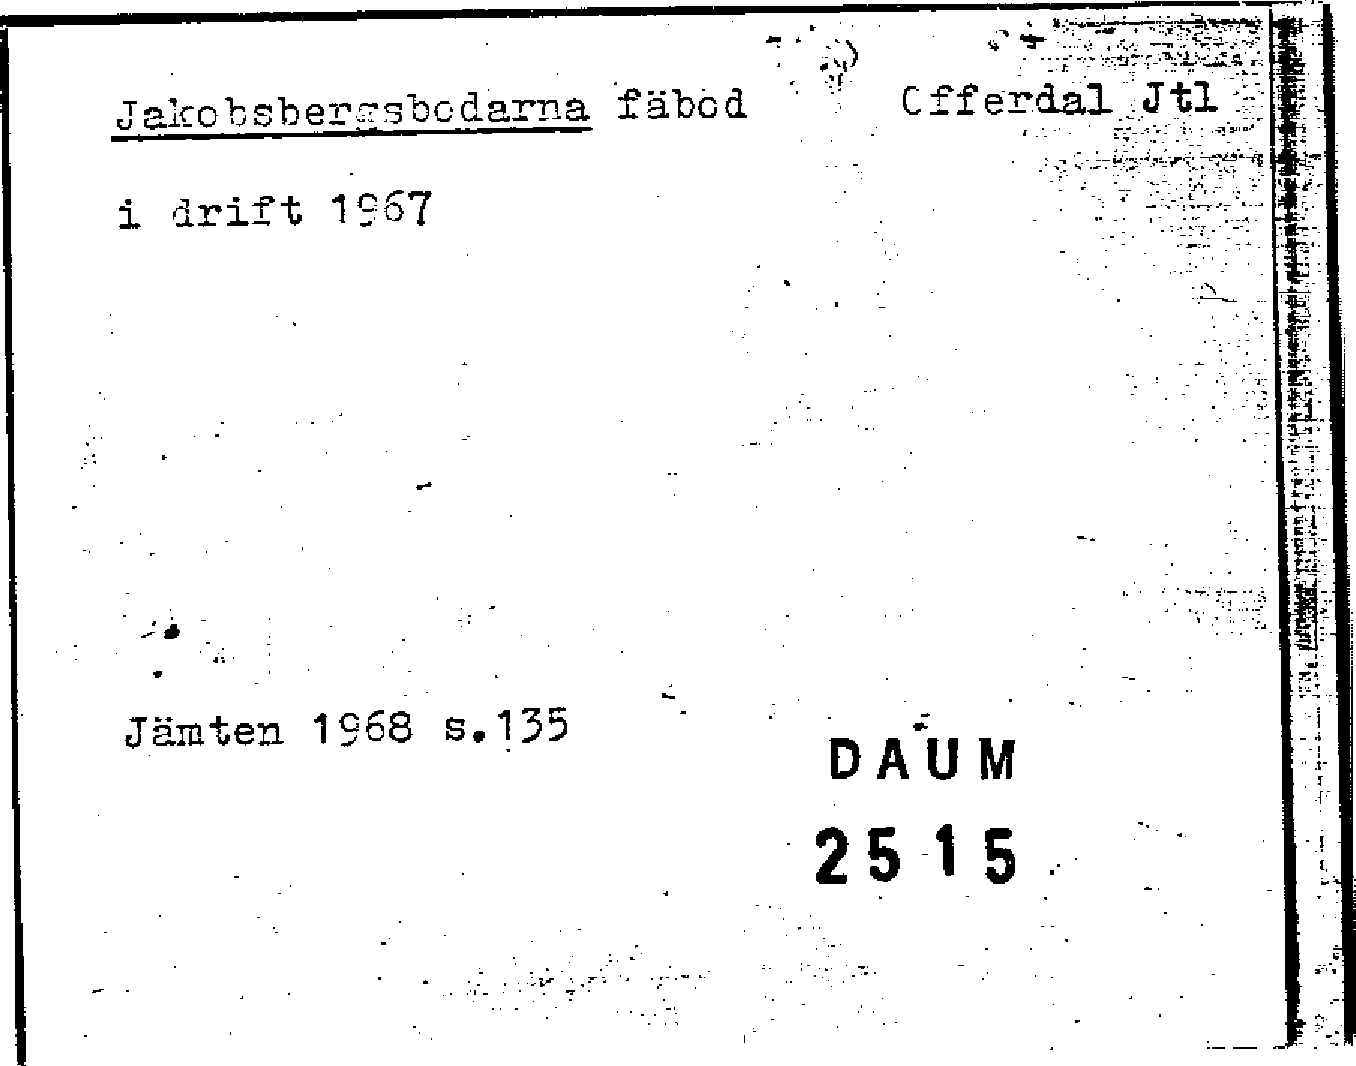 Jakobsbergsbodarna fäbod Offerdal Jtl
i drift 1967
Jämten 1968 s.135
DAUM
2515